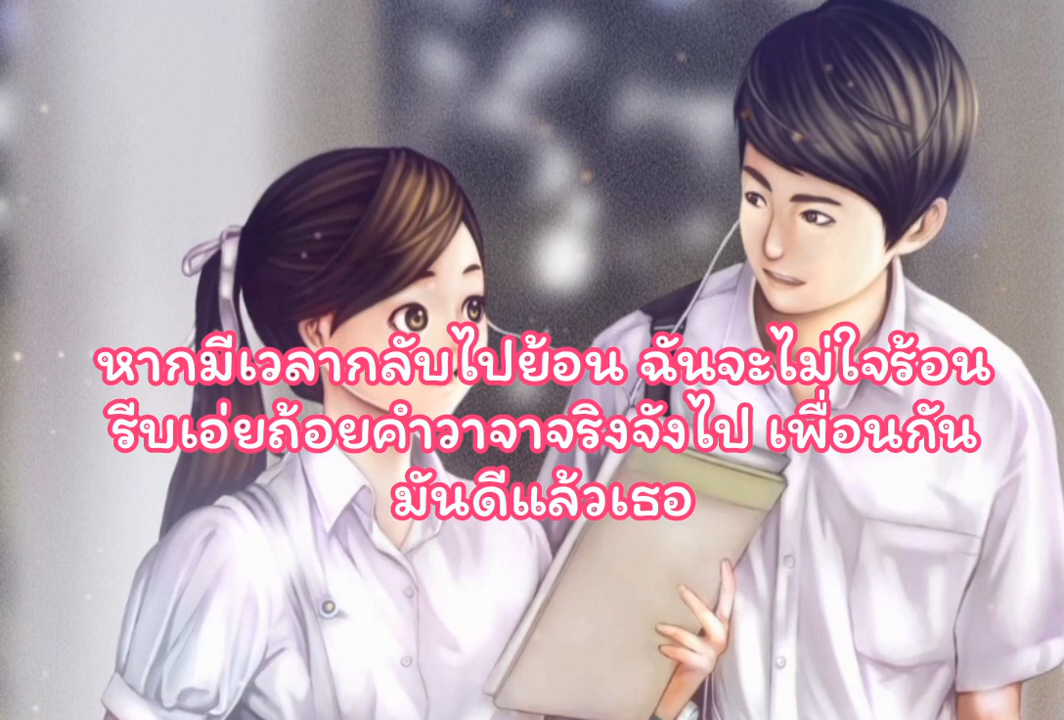 หากมีเวลากลับไปย้อน ฉันจะไม่ใจร้อน
รีบเอ่ยถ้อยคำวาจาจริงจังไป เพื่อนกัน
มันดีแล้วเธอ